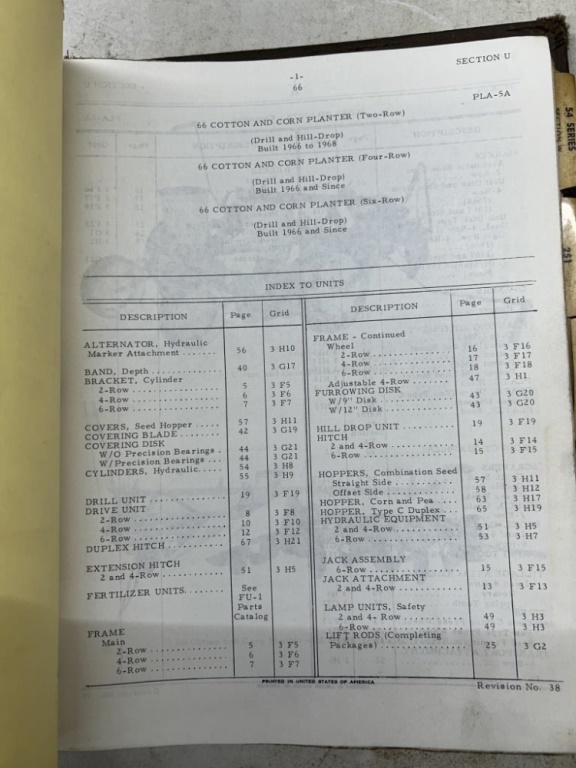 -1-
SECTION U
66
PLA-5A
66 COTTON AND CORN PLANTER (Two-Row)
(Drill and Hill-Drop)
Built 1966 to 1968
66 COTTON AND CORN PLANTER (Four-Row)
(Drill and Hill-Drop)
Built 1966 and Since
66 COTTON AND CORN PLANTER (Six-Row)
(Drill and Hill-Drop)
Built 1966 and Since
INDEX TO UNITS
DESCRIPTION Page Grid
ALTERNATOR, Hydraulic
Marker Attachment ....... 56 3 H10
BAND, Depth ............. 40 3 G17
BRACKET, Cylinder
2-Row ................. 5 3 F5
4-Row ................. 6 3 F6
6-Row ................. 7 3 F7
COVERS, Seed Hopper ..... 57 3 H11
COVERING BLADE .......... 42 3 G19
COVERING DISK
W/O Precision Bearings . 44 3 G21
W/Precision Bearings ... 44 3 G21
CYLINDERS, Hydraulic..... 54 3 H8
55 3 H9
DRILL UNIT .............. 19 3 F19
DRIVE UNIT
2-Row ................. 8 3 F8
4-Row ................. 10 3 F10
6-Row ................. 12 3 F12
DUPLEX HITCH ............ 67 3 H21
EXTENSION HITCH
2 and 4-Row ............ 51 3 H5
FERTILIZER UNITS....... See
FU-1
Parts
Catalog
FRAME
Main
2-Row ................. 5 3 F5
4-Row ................. 6 3 F6
6-Row ................. 7 3 F7
DESCRIPTION Page Grid
FRAME - Continued
Wheel
2-Row ................. 16 3 F16
4-Row ................. 17 3 F17
6-Row ................. 18 3 F18
Adjustable 4-Row ....... 47 3 H1
FURROWING DISK
W/9" Disk .............. 43 3 G20
W/12" Disk ............. 43 3 G20
HILL DROP UNIT .......... 19 3 F19
HITCH
2 and 4-Row ............ 14 3 F14
6-Row .................. 15 3 F15
HOPPERS, Combination Seed
Straight Side .......... 57 3 H11
Offset Side ............ 58 3 H12
HOPPER, Corn and Pea .... 63 3 H17
HOPPER, Type C Duplex ... 65 3 H19
HYDRAULIC EQUIPMENT
2 and 4-Row ............ 51 3 H5
6-Row .................. 53 3 H7
JACK ASSEMBLY
6-Row .................. 15 3 F15
JACK ATTACHMENT
2 and 4-Row ............ 13 3 F13
LAMP UNITS, Safety
2 and 4- Row ........... 49 3 H3
6-Row .................. 49 3 H3
LIFT RODS (Completing
Packages) .............. 25 3 G2
PRINTED IN UNITED STATES OF AMERICA
Revision No. 38
54 SERIES
251